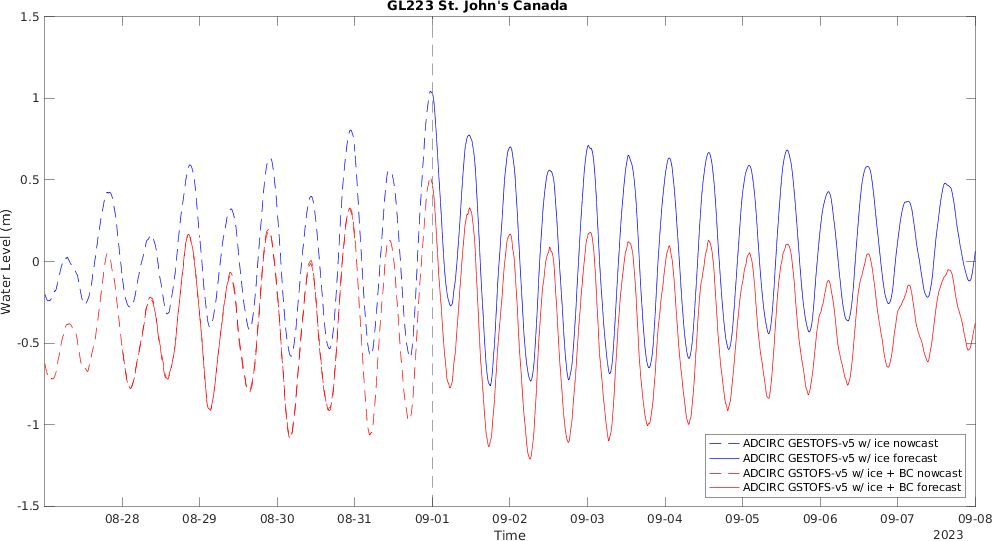 GL223 St. John's Canada
1.5
1
0.5
0
-0.5
-1
-1.5
Water Level (m)
08-28 08-29 08-30 08-31 09-01 09-02 09-03 09-04 09-05 09-06 09-07 09-08
Time
2023
ADCIRC GESTOFS-v5 w/ ice nowcast
ADCIRC GESTOFS-v5 w/ ice forecast
ADCIRC GSTOFS-v5 w/ ice + BC nowcast
ADCIRC GSTOFS-v5 w/ ice + BC forecast